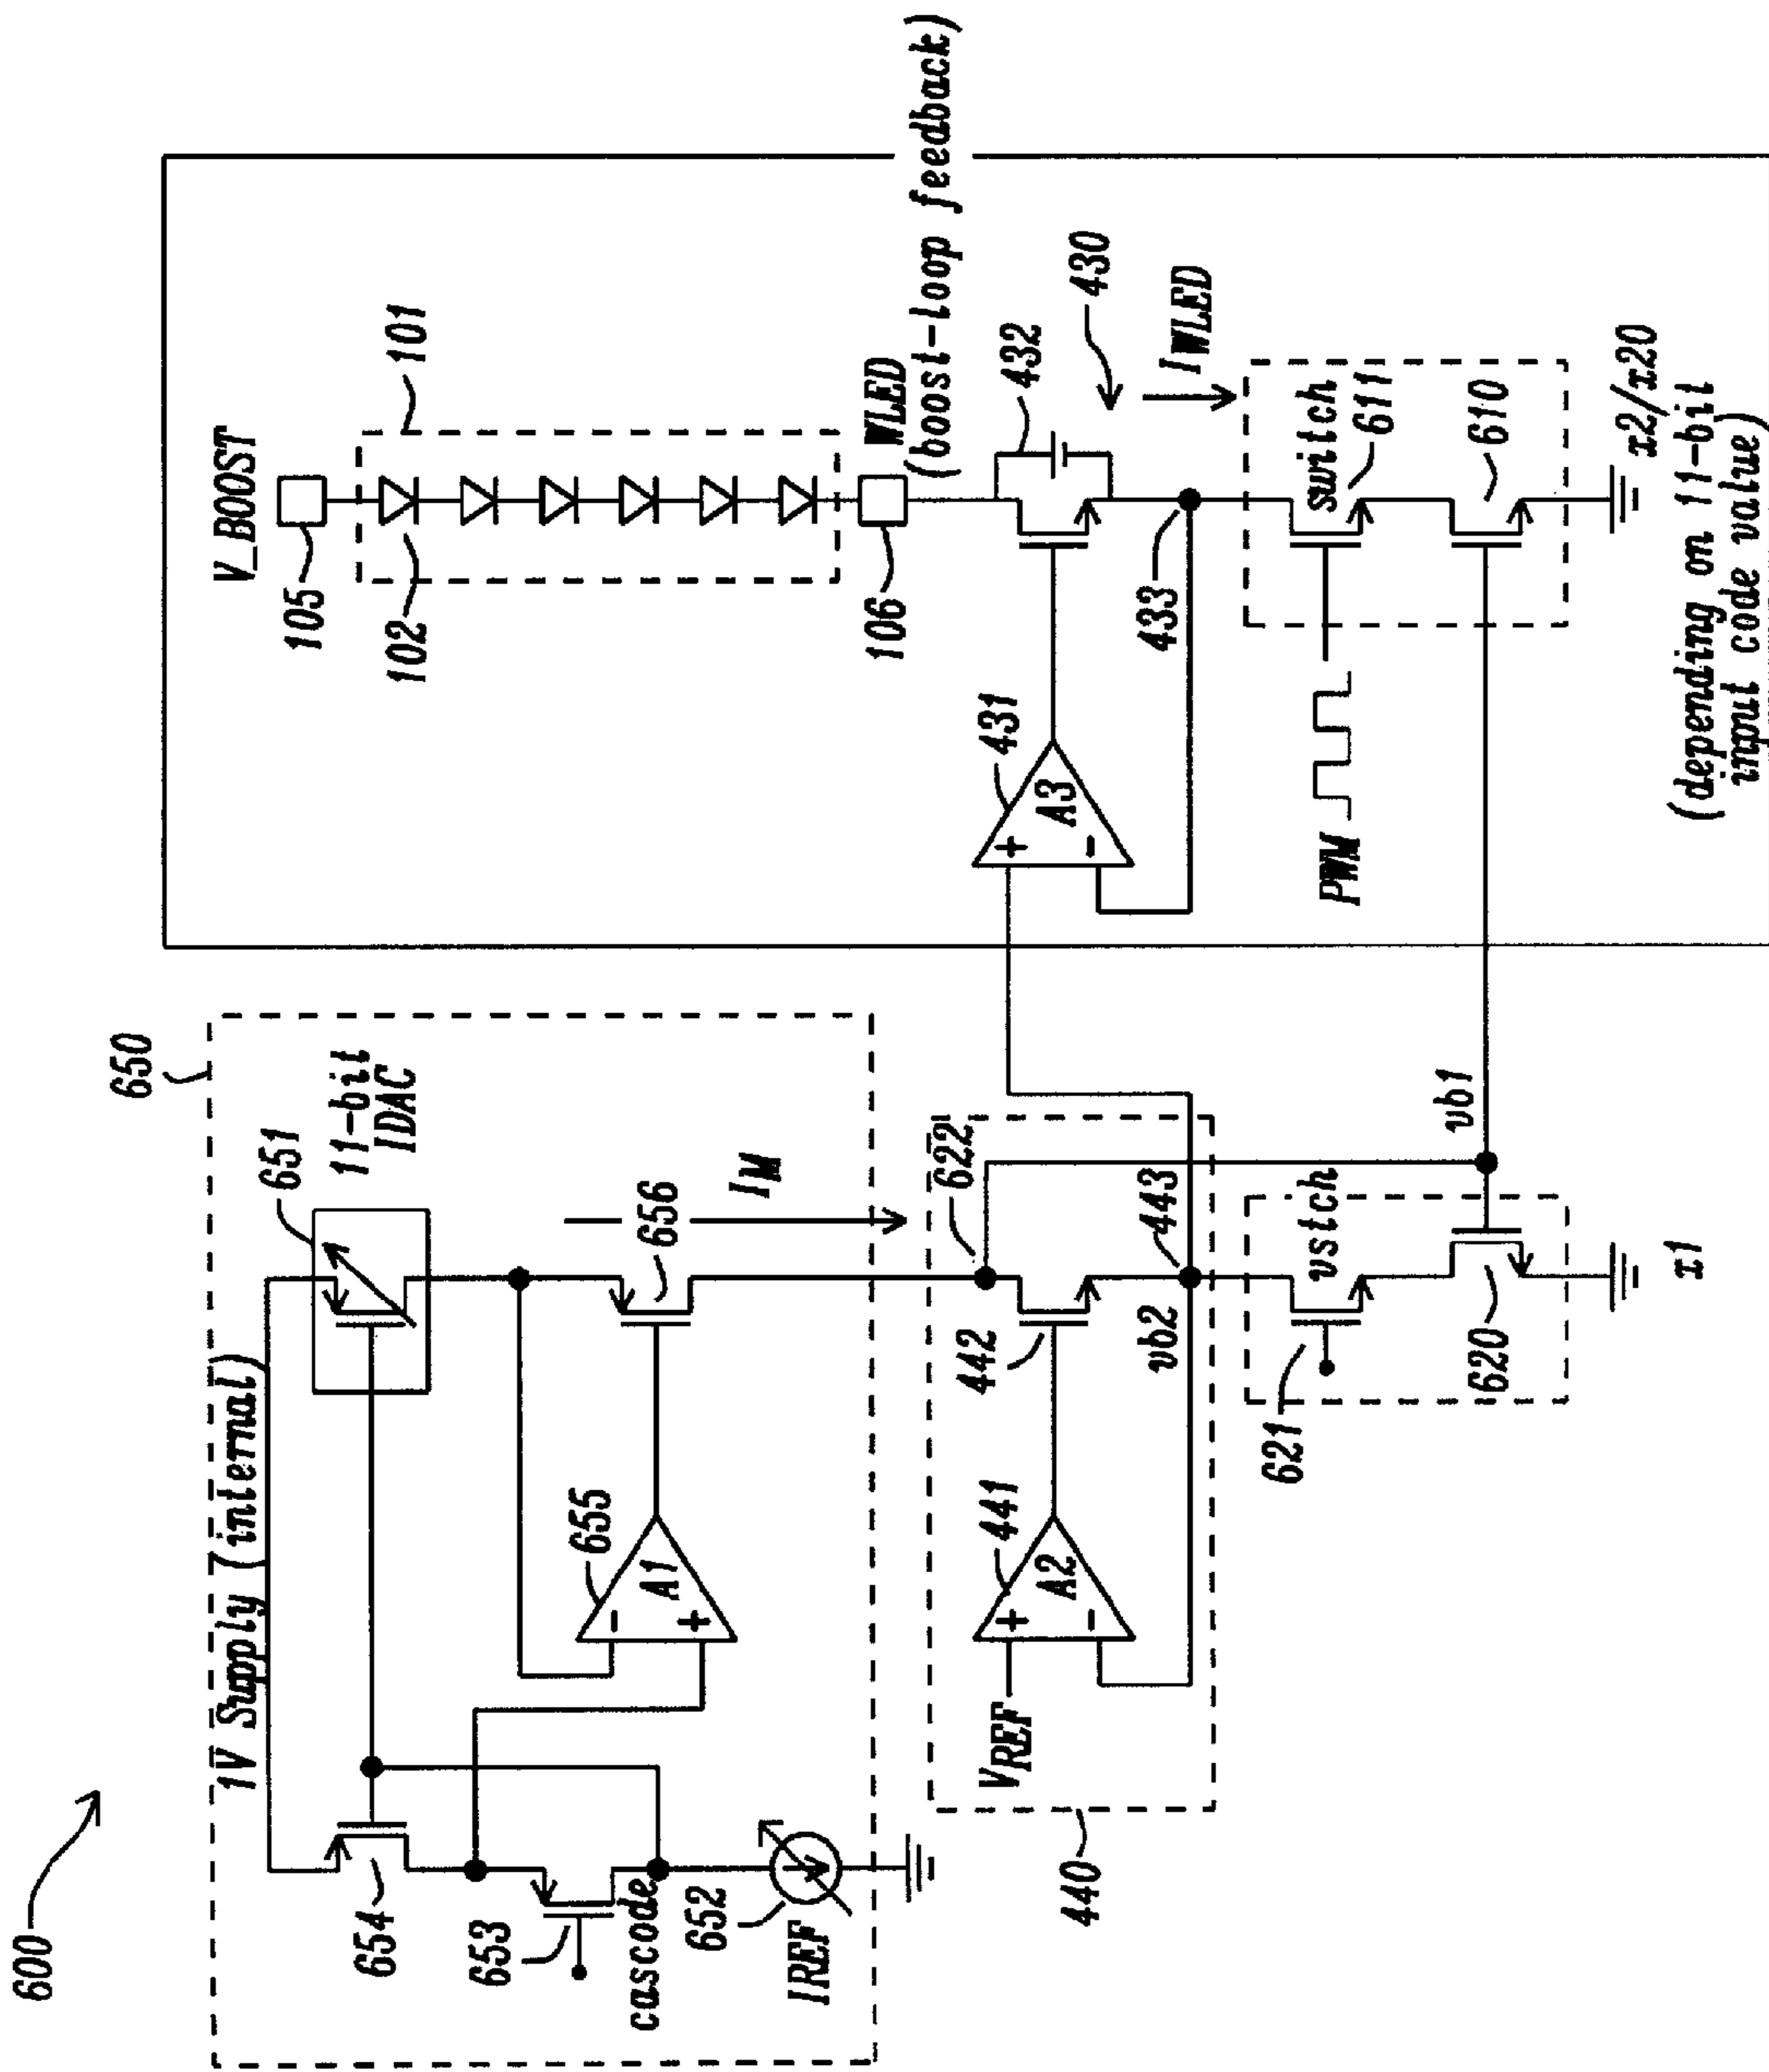 600
1V Supply (internal)
650
651
11-bit
IDAC
654
653
cascode
652
IREF
655
A1
-
+
656
IM
622
VREF
+
-
A2
441
442
vb2
443
440
621
vstch
620
x1
vb1
V_BOOST
105
101
102
106
WLED
(boost-loop feedback)
432
430
431
+
-
A3
433
IWLED
PWM
switch
611
610
x2/x20
(depending on 11-bit
input code value)